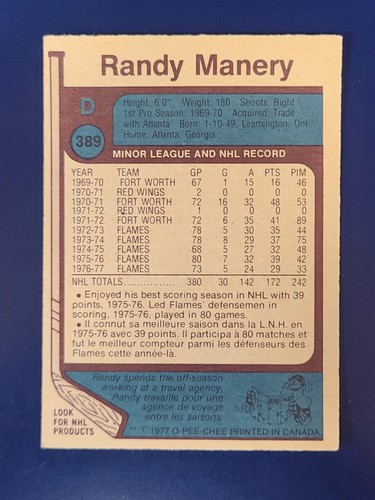 Randy Manery
D
389
Height: 6'0" Weight: 180 Shoots: Right
1st Pro Season: 1969-70 Acquired: Trade
with Atlanta Born: 1-10-49, Leamington, Ont.
Home: Atlanta, Georgia
MINOR LEAGUE AND NHL RECORD
YEAR TEAM GP G A PTS PIM
1969-70 FORT WORTH 67 1 15 16 46
1970-71 RED WINGS 2 0 0 0 0
1970-71 FORT WORTH 72 16 32 48 53
1971-72 RED WINGS 1 0 0 0 0
1971-72 FORT WORTH 72 6 35 41 89
1972-73 FLAMES 78 5 30 35 44
1973-74 FLAMES 78 8 29 37 75
1974-75 FLAMES 68 5 27 32 48
1975-76 FLAMES 80 7 32 39 42
1976-77 FLAMES 73 5 24 29 33
NHL TOTALS................ 380 30 142 172 242
• Enjoyed his best scoring season in NHL with 39
points, 1975-76. Led Flames' defensemen in
scoring, 1975-76, played in 80 games.
• Il connut sa meilleure saison dans la L.N.H. en
1975-76 avec 39 points. Il participa à 80 matches et
fut le meilleur compteur parmi les défenseurs des
Flames cette année-là.
Randy spends the off-season
working at a travel agency.
Randy travaille pour une
agence de voyage
entre les saisons
LOOK
FOR NHL
PRODUCTS
** © 1977 O-PEE-CHEE PRINTED IN CANADA